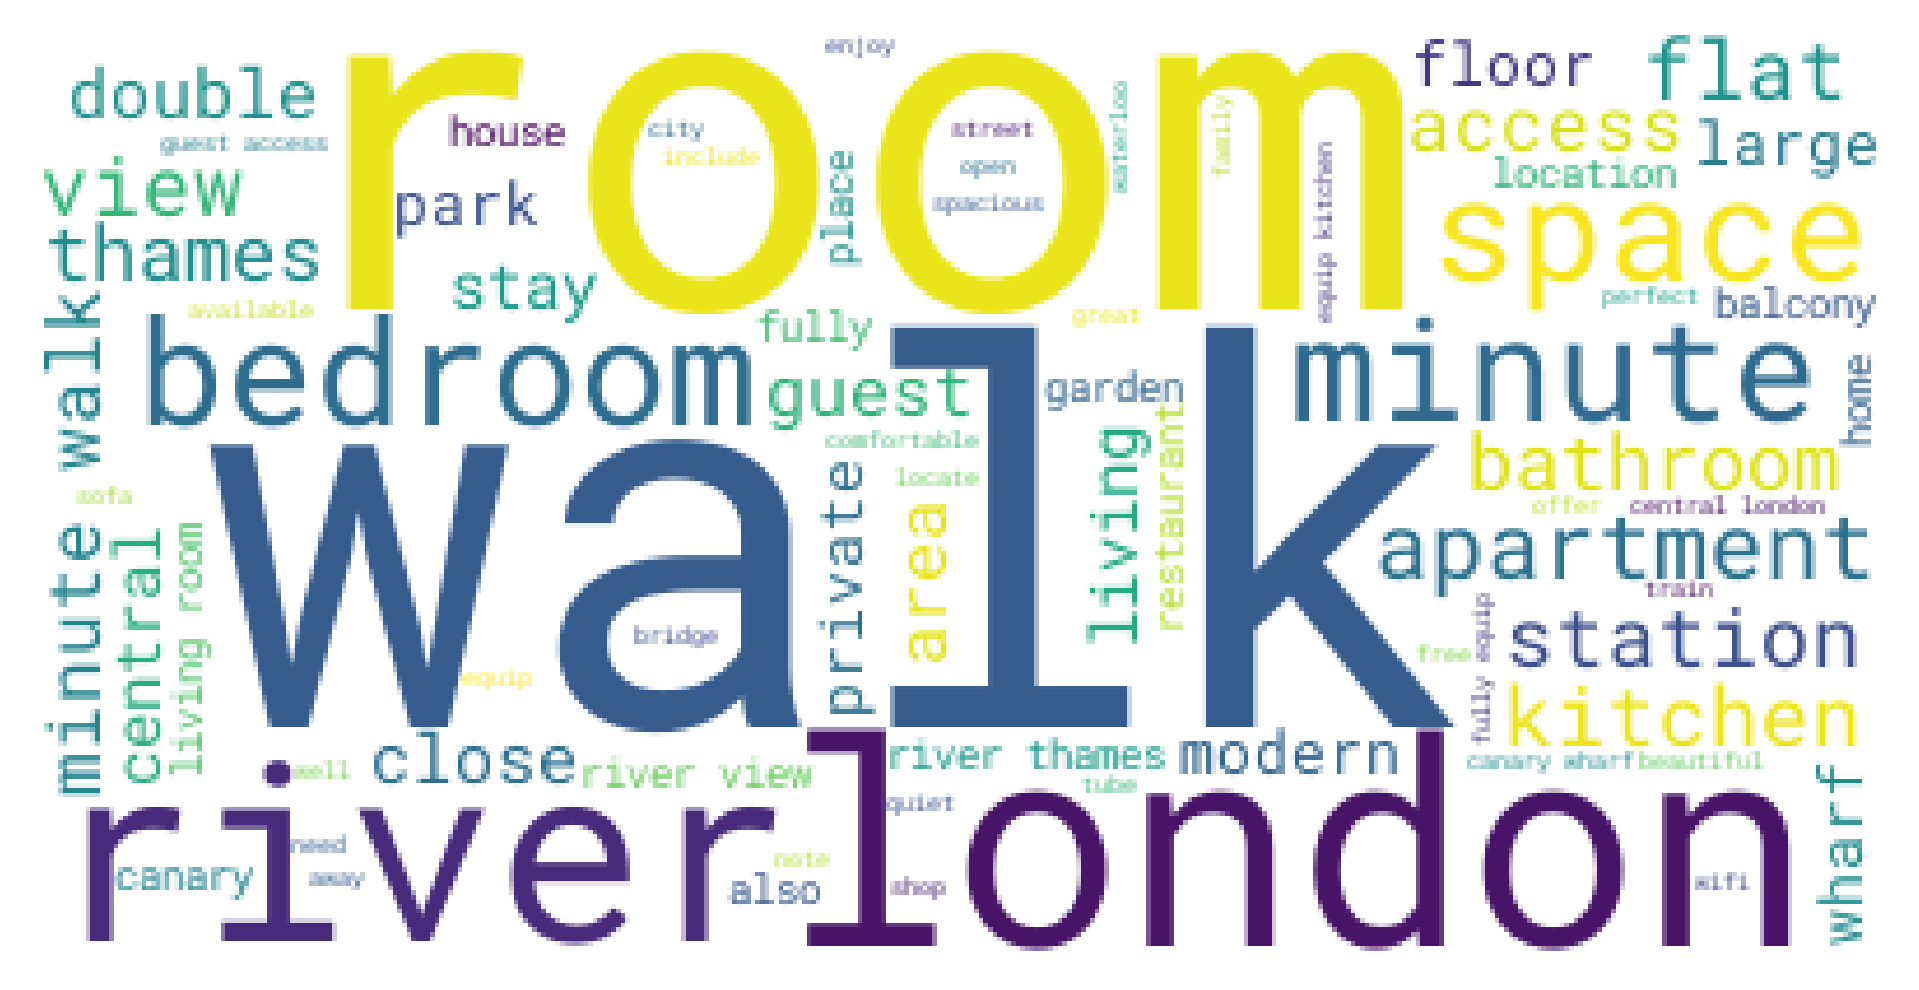 enjoy
room
double
floor
flat
house
city
street
waterloo
family
access
large
guest access
include
open
location
view
park
place
spacious
equip kitchen
space
thames
stay
available
fully
great
perfect
balcony
walk
bedroom
guest
garden
minute
home
walk
comfortable
living
restaurant
bathroom
sofa
private
locate
offer
central london
minute
central
living room
area
apartment
train
bridge
equip
free
fully equip
station
kitchen
close
river view
river thames
modern
canary wharf
beautiful
well
tube
wharf
river
london
quiet
need
canary
away
note
also
shop
wifi